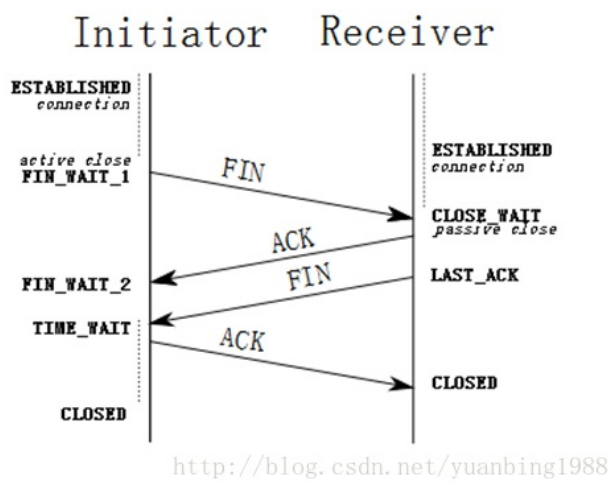 Initiator Receiver
ESTABLISHED
connection
active close
FIN_WAIT_1
FIN
ESTABLISHED
connection
CLOSE_WAIT
passive close
ACK
FIN_WAIT_2
FIN
LAST_ACK
TIME_WAIT
ACK
CLOSED
CLOSED
http://blog.csdn.net/yuanbing1988